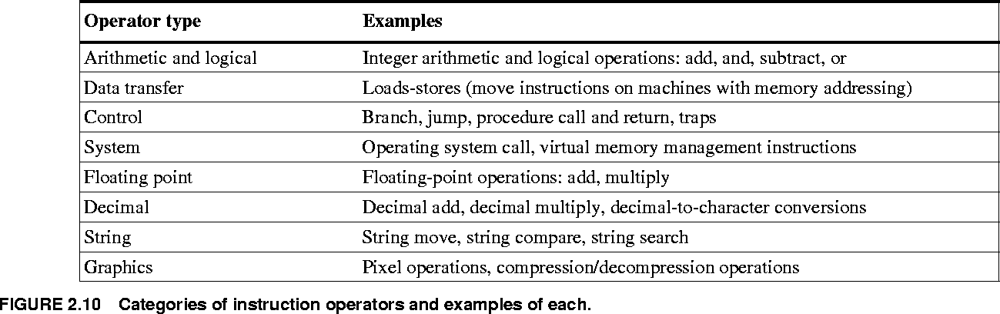 Operator type Examples
Arithmetic and logical Integer arithmetic and logical operations: add, and, subtract, or
Data transfer Loads-stores (move instructions on machines with memory addressing)
Control Branch, jump, procedure call and return, traps
System Operating system call, virtual memory management instructions
Floating point Floating-point operations: add, multiply
Decimal Decimal add, decimal multiply, decimal-to-character conversions
String String move, string compare, string search
Graphics Pixel operations, compression/decompression operations
FIGURE 2.10 Categories of instruction operators and examples of each.